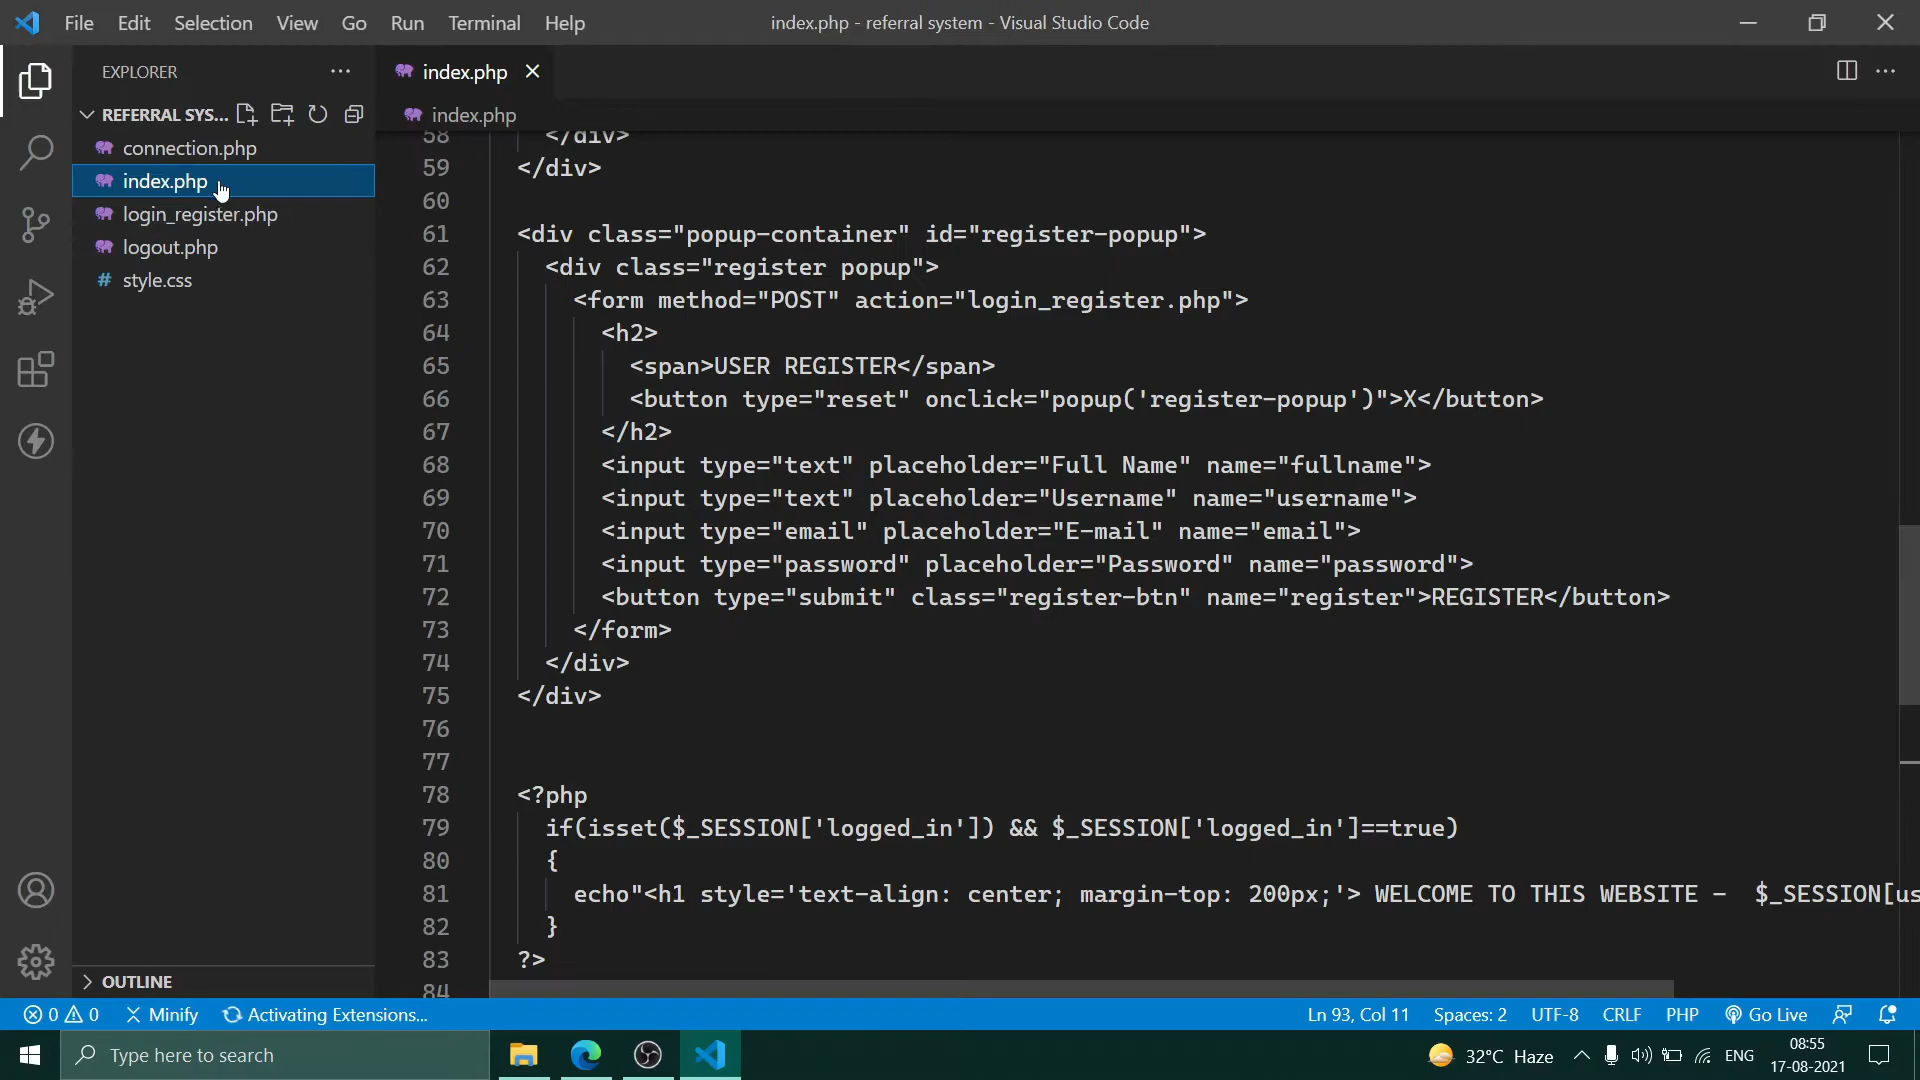 File Edit Selection View Go Run Terminal Help
index.php - referral system - Visual Studio Code
EXPLORER
REFERRAL SYS...
connection.php
index.php
login_register.php
logout.php
# style.css
OUTLINE
index.php
index.php
58 </div>
59 </div>
60
61 <div class="popup-container" id="register-popup">
62 <div class="register popup">
63 <form method="POST" action="login_register.php">
64 <h2>
65 <span>USER REGISTER</span>
66 <button type="reset" onclick="popup('register-popup')">X</button>
67 </h2>
68 <input type="text" placeholder="Full Name" name="fullname">
69 <input type="text" placeholder="Username" name="username">
70 <input type="email" placeholder="E-mail" name="email">
71 <input type="password" placeholder="Password" name="password">
72 <button type="submit" class="register-btn" name="register">REGISTER</button>
73 </form>
74 </div>
75 </div>
76
77
78 <?php
79 if(isset($_SESSION['logged_in']) && $_SESSION['logged_in']==true)
80 {
81 echo"<h1 style='text-align: center; margin-top: 200px;'> WELCOME TO THIS WEBSITE - $_SESSION[us
82 }
83 ?>
84
0 0 Minify Activating Extensions... Ln 93, Col 11 Spaces: 2 UTF-8 CRLF PHP Go Live
Type here to search
32°C Haze
ENG
08:55
17-08-2021